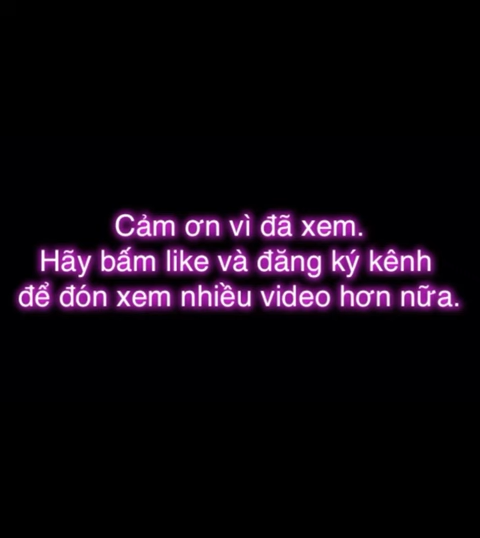 Cảm ơn vì đã xem.
Hãy bấm like và đăng ký kênh
để đón xem nhiều video hơn nữa.